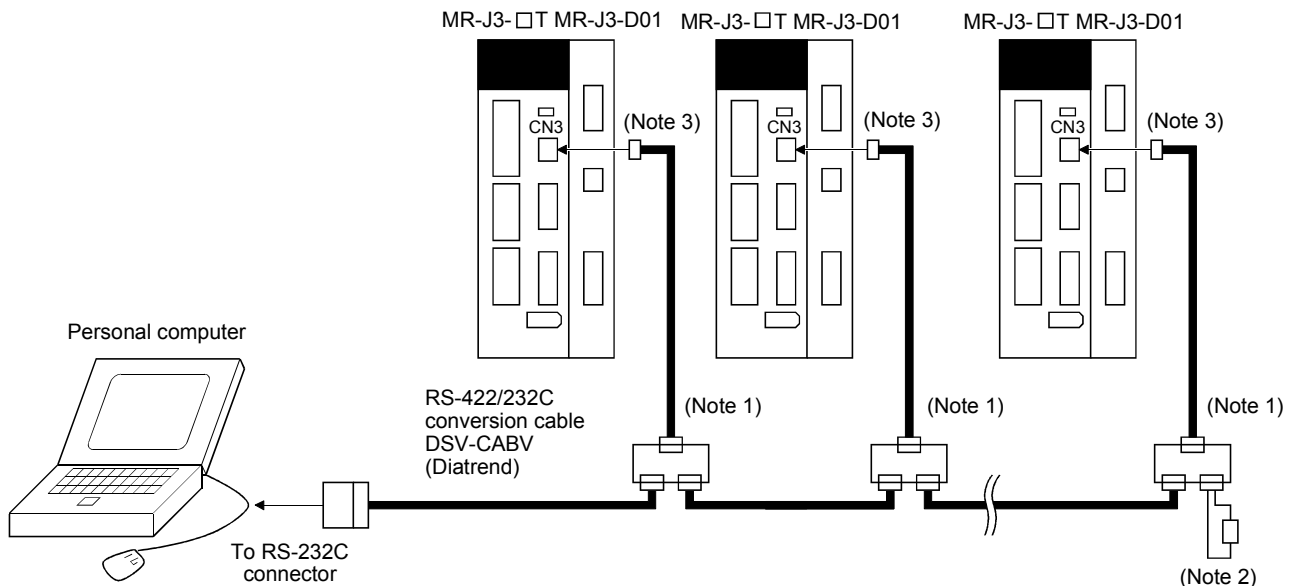 MR-J3-□T MR-J3-D01
MR-J3-□T MR-J3-D01
MR-J3-□T MR-J3-D01
CN3
(Note 3)
CN3
(Note 3)
CN3
(Note 3)
Personal computer
RS-422/232C
conversion cable
DSV-CABV
(Diatrend)
(Note 1)
(Note 1)
(Note 1)
To RS-232C
connector
(Note 2)